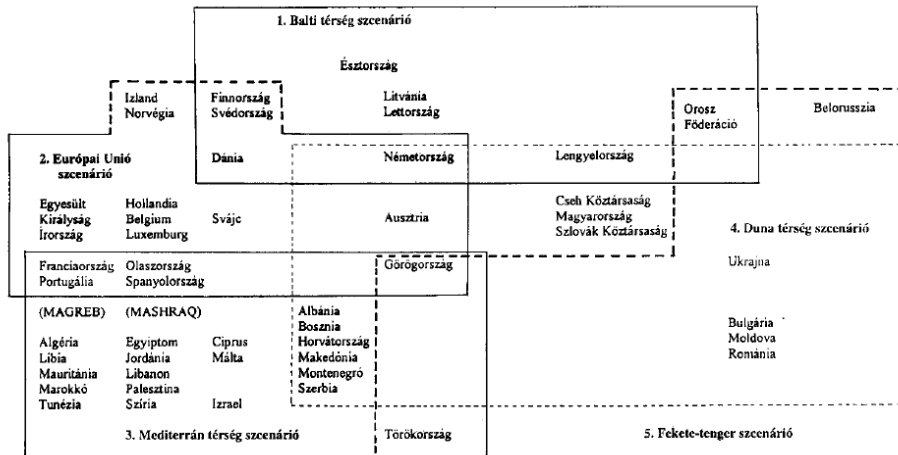 1. Balti térség szcenárió
Észtország
Izland Finnország Litvánia
Norvégia Svédország Lettország
Orosz Belorusszia
Föderáció
2. Európai Unió Dánia Németország Lengyelország
szcenárió
Egyesült Hollandia Cseh Köztársaság
Királyság Belgium Svájc Ausztria Magyarország
Írország Luxemburg Szlovák Köztársaság
4. Duna térség szcenárió
Franciaország Olaszország Görögország Ukrajna
Portugália Spanyolország
(MAGREB) (MASHRAQ) Albánia
Bosznia Bulgária
Algéria Egyiptom Ciprus Horvátország Moldova
Líbia Jordánia Málta Makedónia Románia
Mauritánia Libanon Montenegró
Marokkó Palesztina Szerbia
Tunézia Szíria Izrael
3. Mediterrán térség szcenárió Törökország 5. Fekete-tenger szcenárió